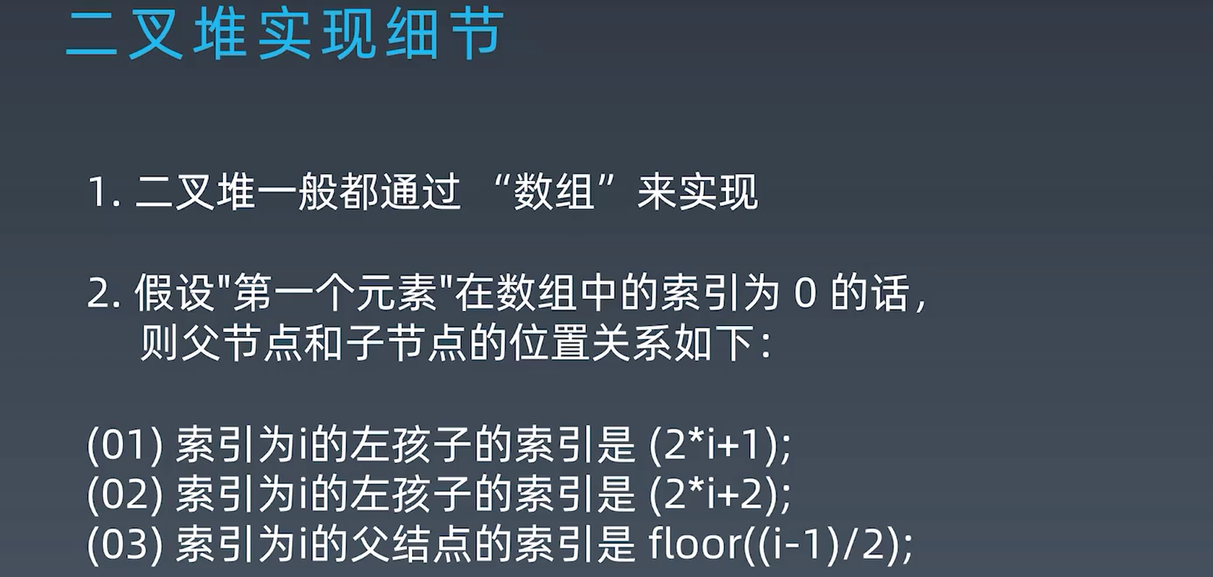 二叉堆实现细节
1. 二叉堆一般都通过 “数组” 来实现
2. 假设"第一个元素"在数组中的索引为 0 的话，
则父节点和子节点的位置关系如下：
(01) 索引为i的左孩子的索引是 (2*i+1);
(02) 索引为i的左孩子的索引是 (2*i+2);
(03) 索引为i的父结点的索引是 floor((i-1)/2);